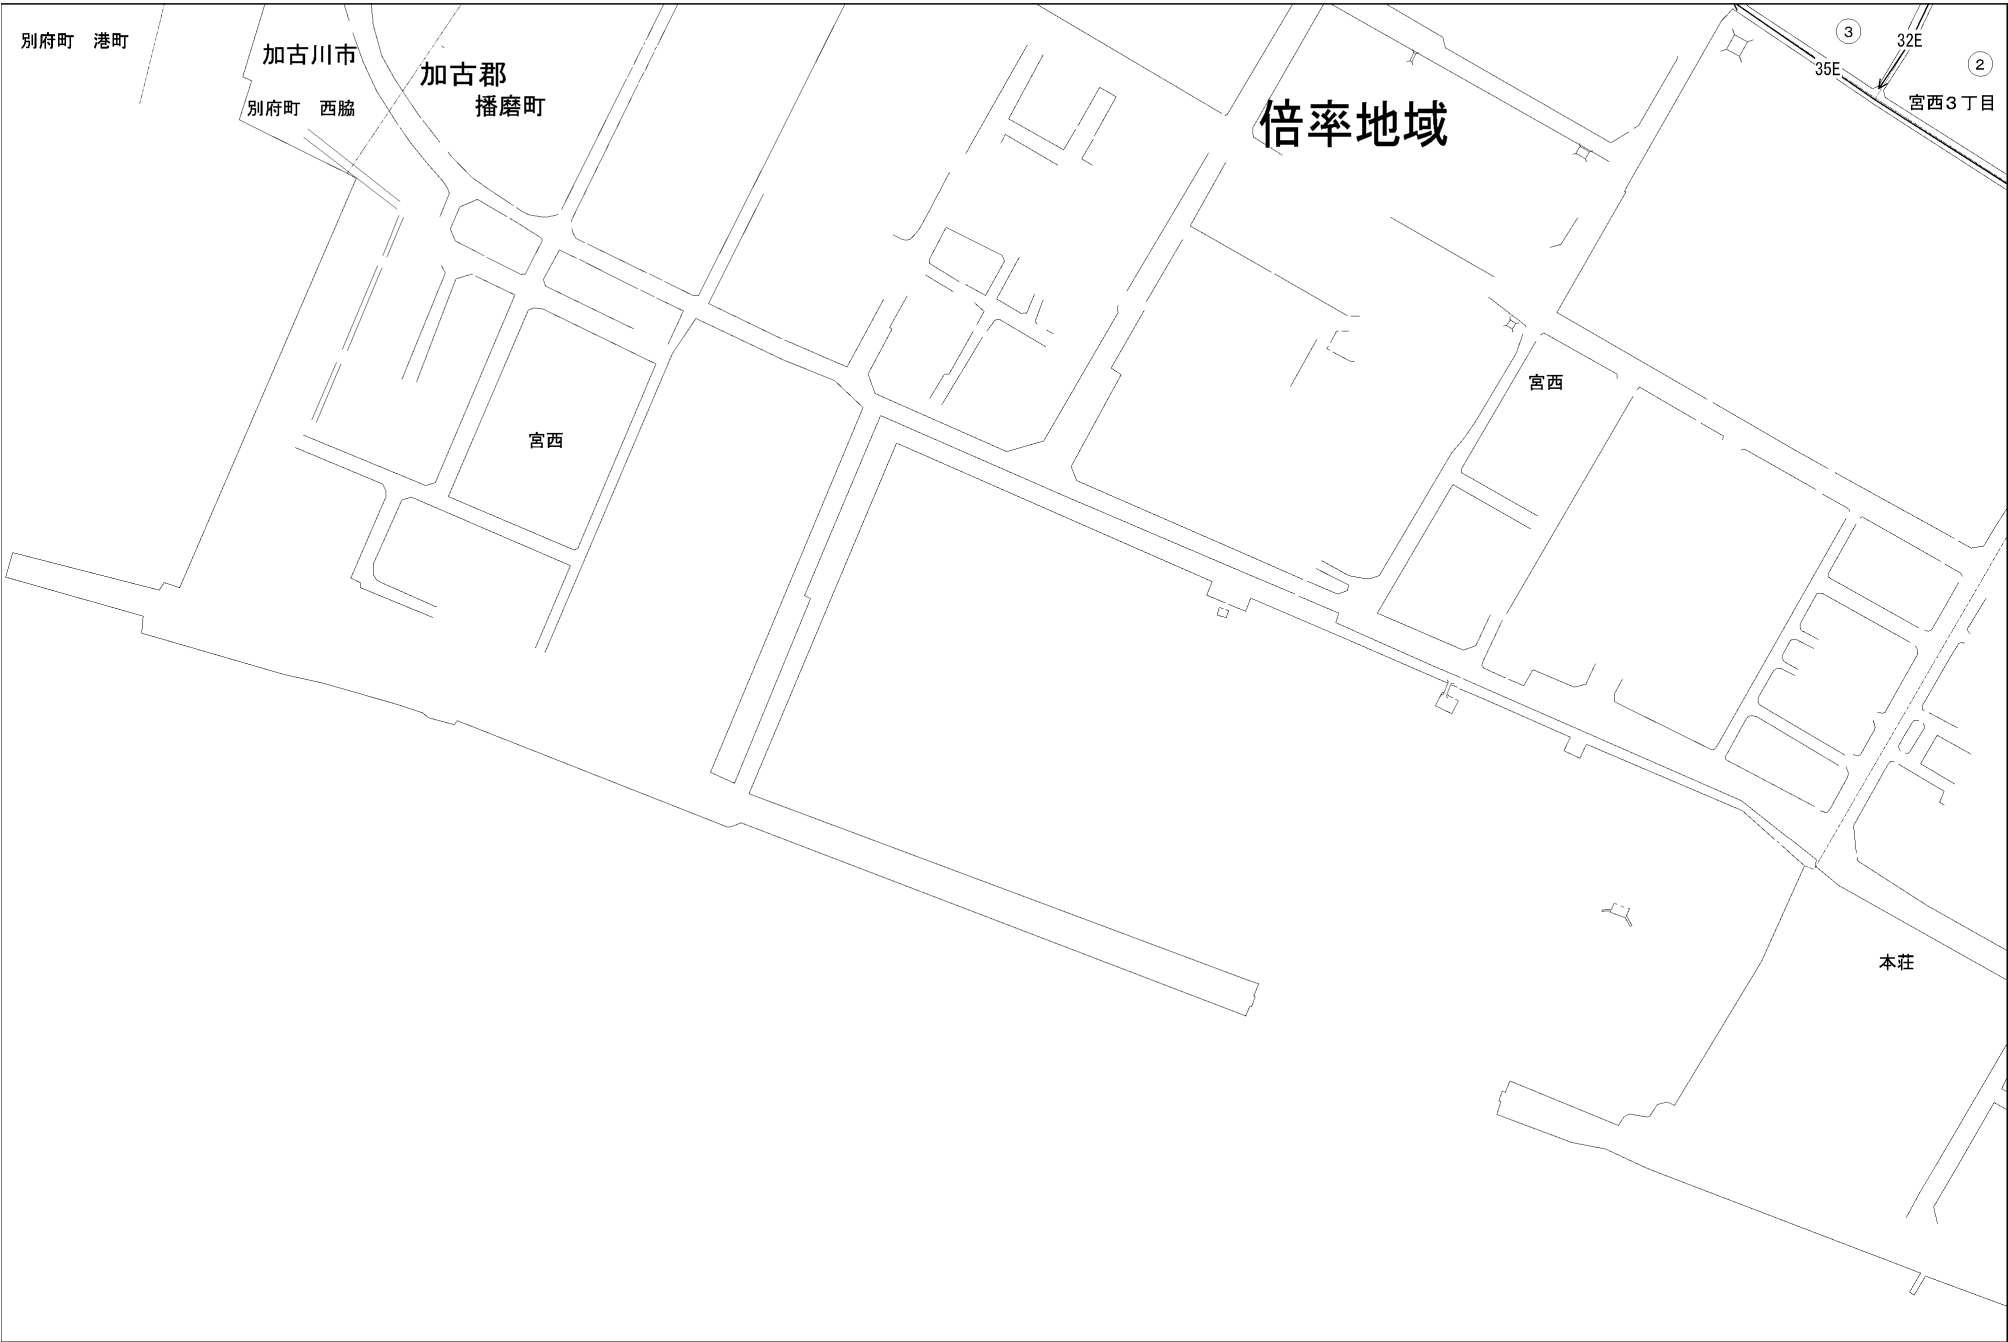 別府町　港町
加古川市
別府町　西脇
加古郡
播磨町
倍率地域
③
32E
②
35E
宮西3丁目
宮西
宮西
本荘